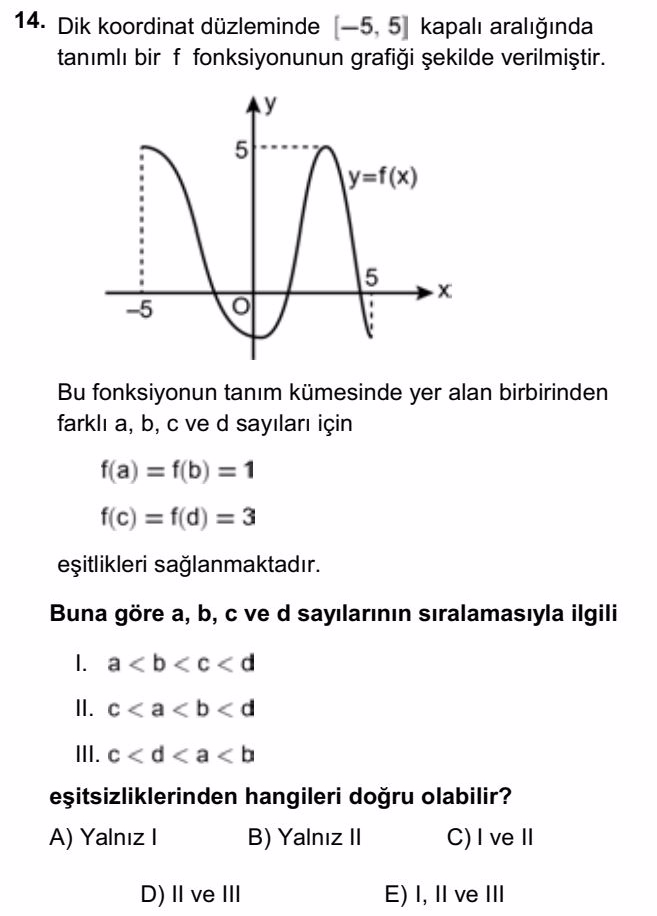 14. Dik koordinat düzleminde [−5, 5] kapalı aralığında
tanımlı bir f fonksiyonunun grafiği şekilde verilmiştir.
y
5
y=f(x)
5
x
−5
O
Bu fonksiyonun tanım kümesinde yer alan birbirinden
farklı a, b, c ve d sayıları için
f(a) = f(b) = 1
f(c) = f(d) = 3
eşitlikleri sağlanmaktadır.
Buna göre a, b, c ve d sayılarının sıralamasıyla ilgili
I. a < b < c < d
II. c < a < b < d
III. c < d < a < b
eşitsizliklerinden hangileri doğru olabilir?
A) Yalnız I B) Yalnız II C) I ve II
D) II ve III E) I, II ve III